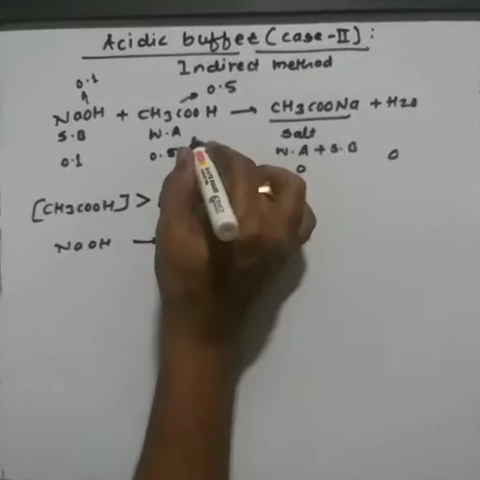 Acidic buffee (case-II) :
Indirect method
0.1
0.5
NaOH + CH3COOH → CH3COONa + H2O
S.B W.A Salt
W.A + S.B
0.1 0.5 0 0
[CH3COOH] >
NaOH →